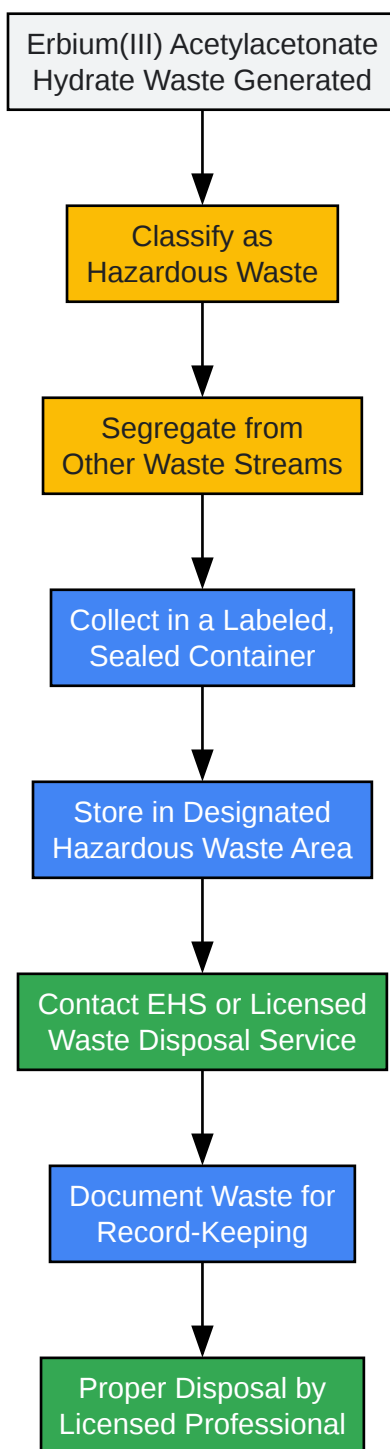 Erbium(III) Acetylacetonate
Hydrate Waste Generated
Classify as
Hazardous Waste
Segregate from
Other Waste Streams
Collect in a Labeled,
Sealed Container
Store in Designated
Hazardous Waste Area
Contact EHS or Licensed
Waste Disposal Service
Document Waste for
Record-Keeping
Proper Disposal by
Licensed Professional